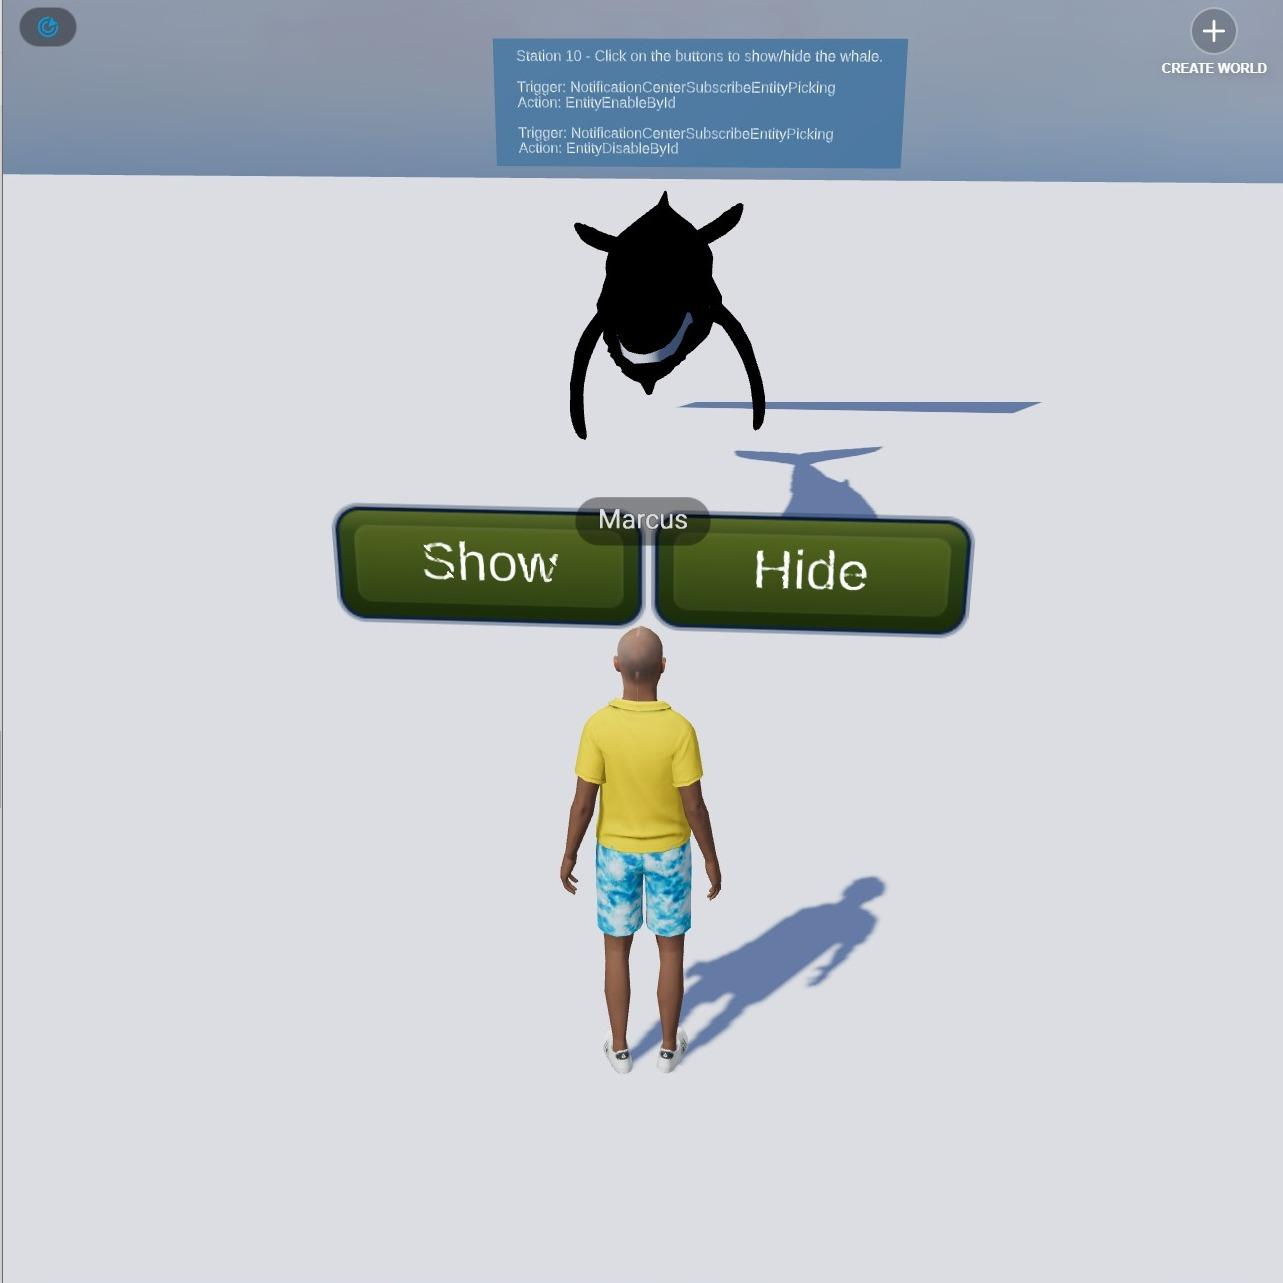 Station 10 - Click on the buttons to show/hide the whale.
Trigger: NotificationCenterSubscribeEntityPicking
Action: EntityEnableById
Trigger: NotificationCenterSubscribeEntityPicking
Action: EntityDisableById
CREATE WORLD
Marcus
Show
Hide